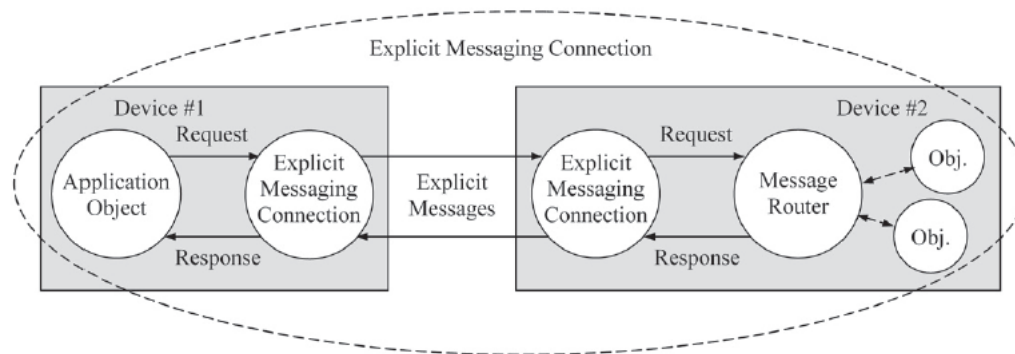 Explicit Messaging Connection
Device #1
Device #2
Request
Request
Application
Object
Explicit
Messaging
Connection
Explicit
Messages
Explicit
Messaging
Connection
Message
Router
Obj.
Obj.
Response
Response